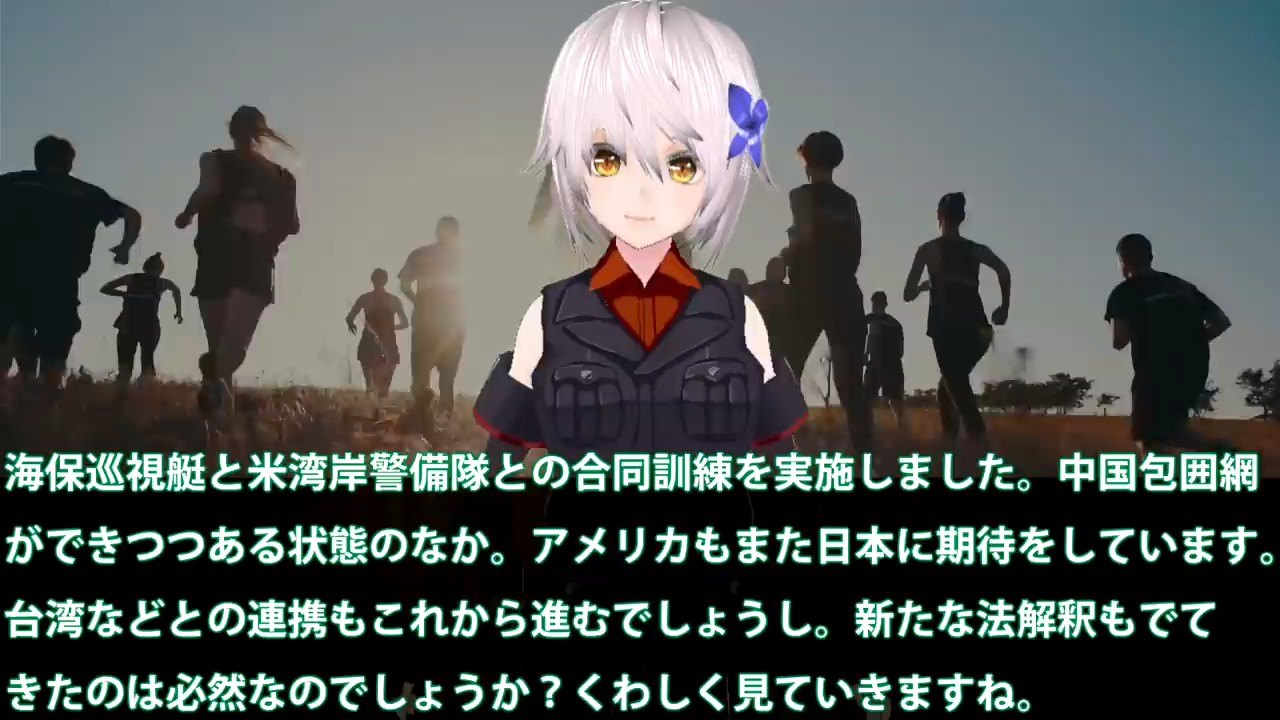 海保巡視艇と米湾岸警備隊との合同訓練を実施しました。中国包囲網
ができつつある状態のなか。アメリカもまた日本に期待をしています。
台湾などとの連携もこれから進むでしょうし。新たな法解釈もでて
きたのは必然なのでしょうか？くわしく見ていきますね。